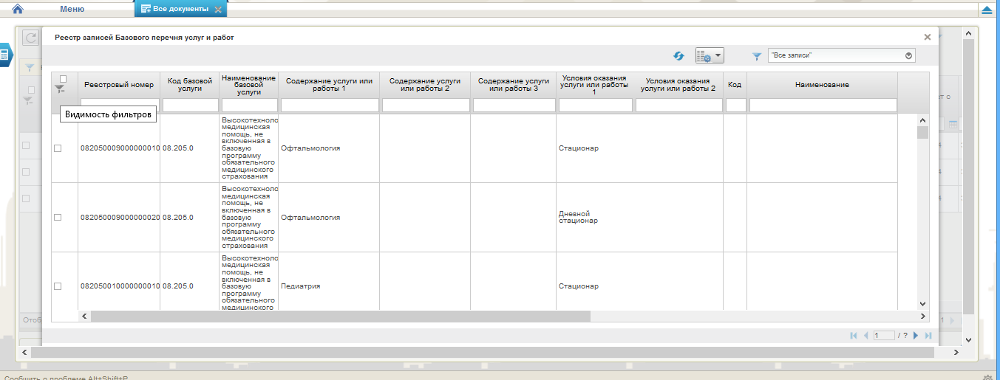 Меню
Все документы
Реестр записей Базового перечня услуг и работ
"Все записи"
Реестровый номер
Код базовой
услуги
Наименование
базовой
услуги
Содержание услуги или
работы 1
Содержание услуги
или работы 2
Содержание услуги
или работы 3
Условия оказания
услуги или работы
1
Условия оказания
услуги или работы 2
Код
Наименование
ет с
Видимость фильтров
082050009000000010
08.205.0
Высокотехноло
медицинская
помощь, не
включенная в
базовую
программу
обязательного
медицинского
страхования
Офтальмология
Стационар
082050009000000020
08.205.0
Высокотехноло
медицинская
помощь, не
включенная в
базовую
программу
обязательного
медицинского
страхования
Офтальмология
Дневной
стационар
082050010000000010
08.205.0
Высокотехноло
медицинская
помощь, не
включенная в
базовую
программу
обязательного
медицинского
Педиатрия
Стационар
Отоб
1
1 / ?
Сообщить о проблеме Alt+Shift+P